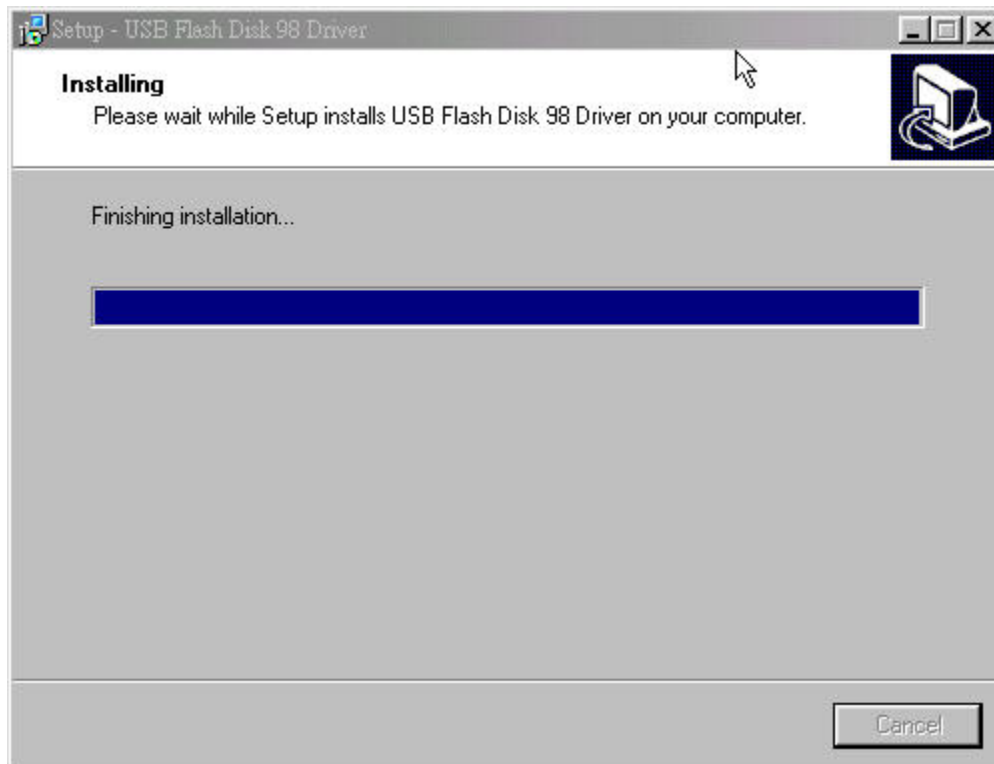 Setup - USB Flash Disk 98 Driver
Installing
Please wait while Setup installs USB Flash Disk 98 Driver on your computer.
Finishing installation...
Cancel